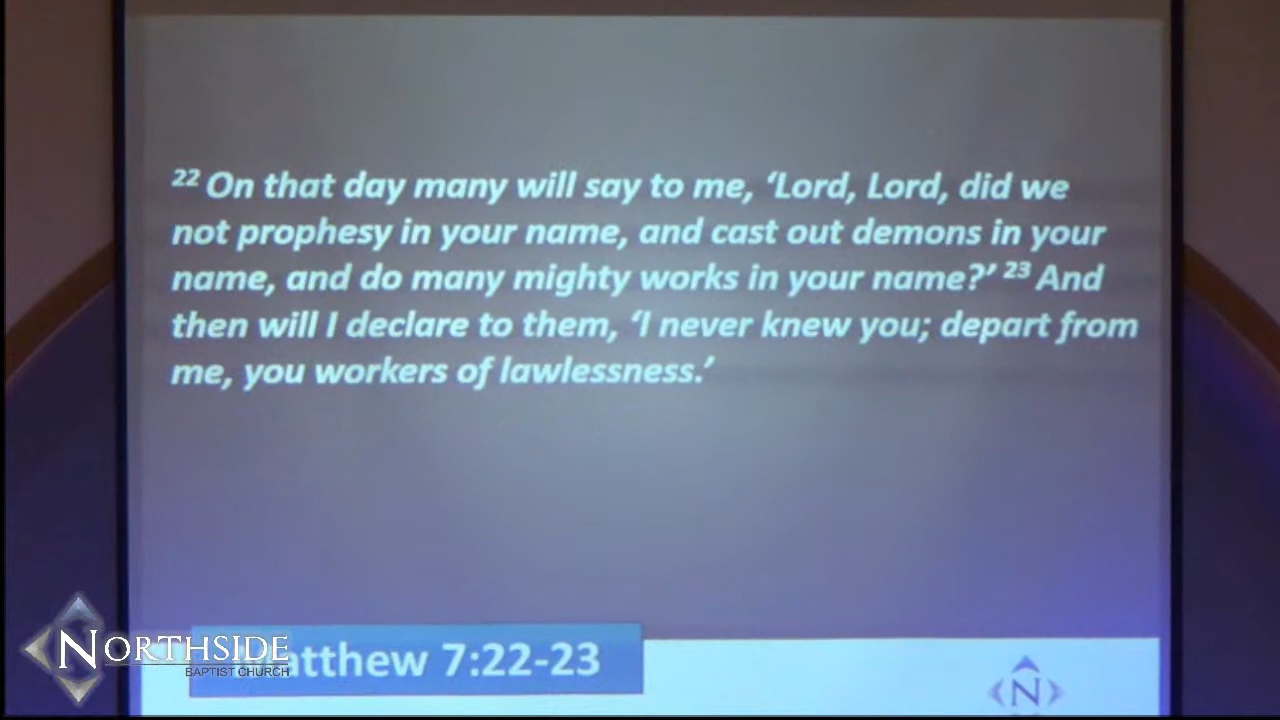 22 On that day many will say to me, ‘Lord, Lord, did we
not prophesy in your name, and cast out demons in your
name, and do many mighty works in your name?’ 23 And
then will I declare to them, ‘I never knew you; depart from
me, you workers of lawlessness.’
Matthew 7:22-23
NORTHSIDE
BAPTIST CHURCH
N